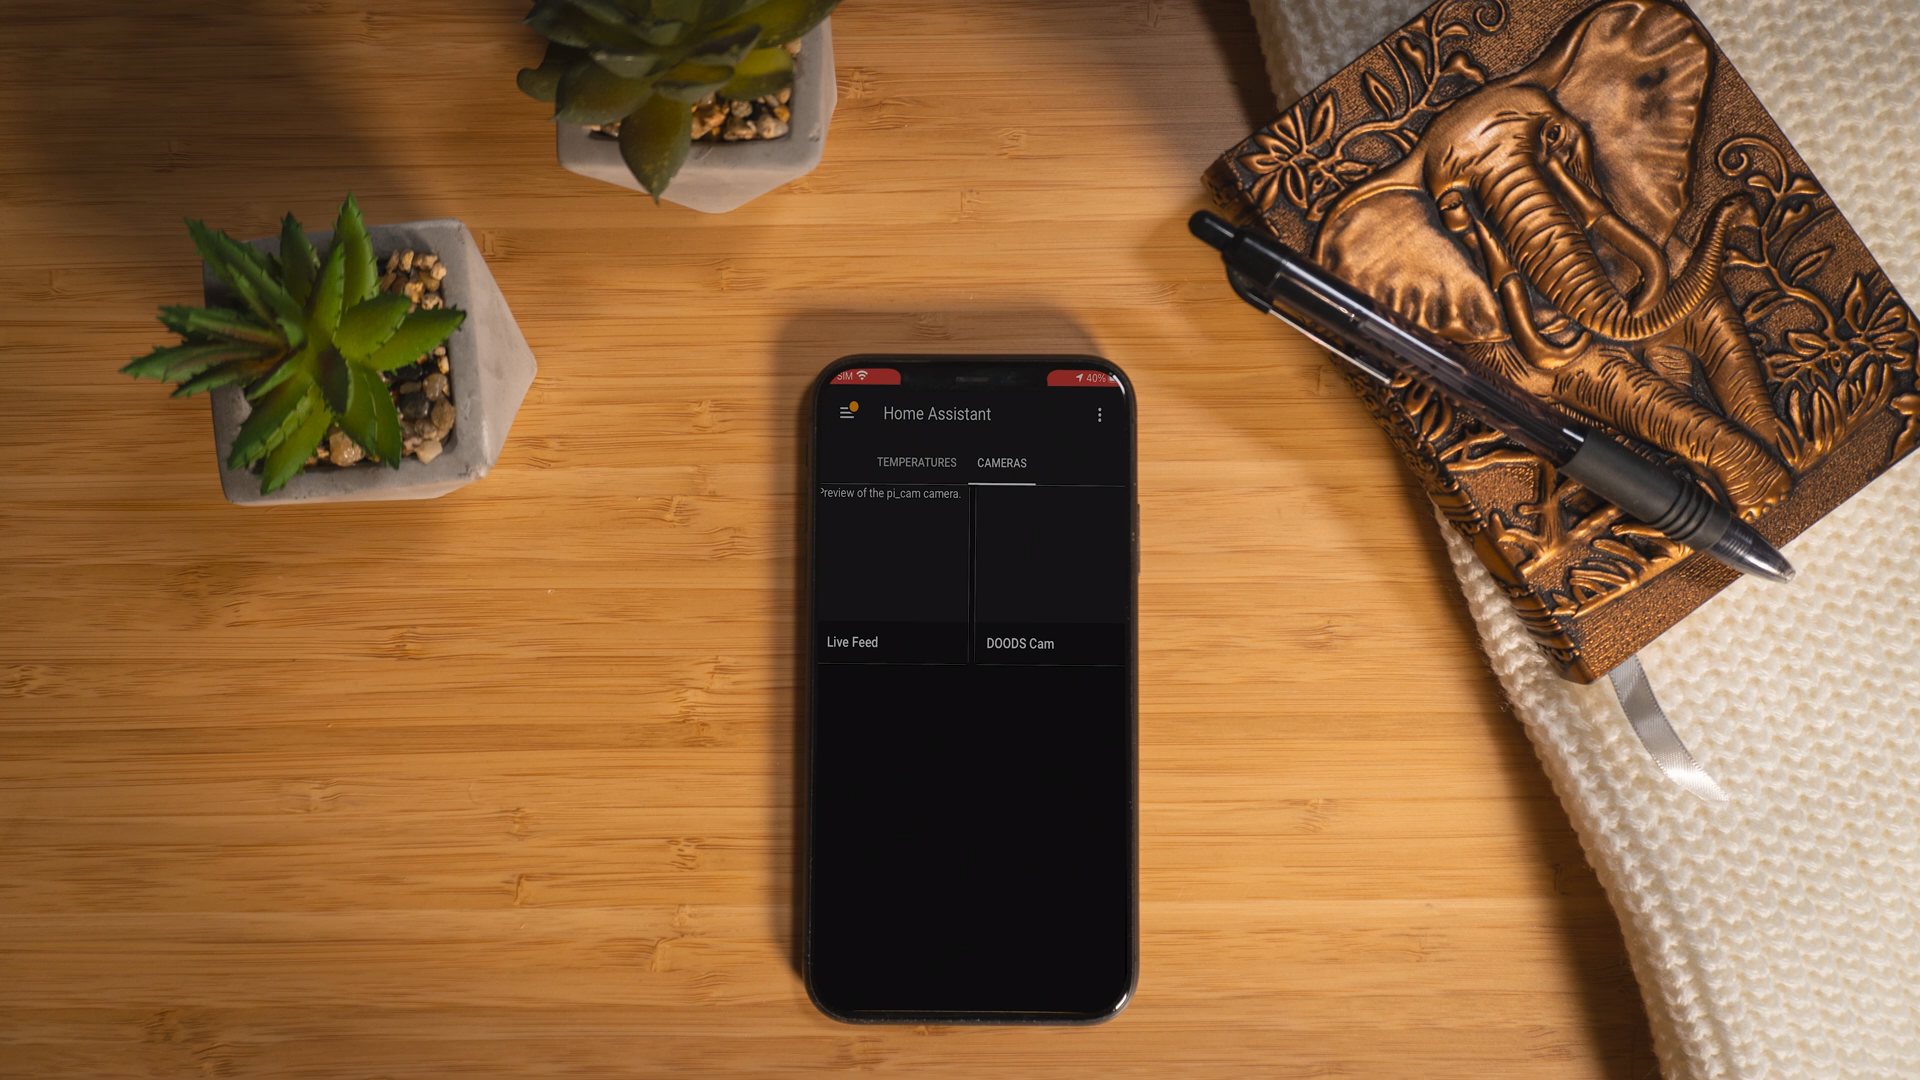 SIM 40%
Home Assistant
TEMPERATURES CAMERAS
Preview of the pi_cam camera.
Live Feed DOODS Cam